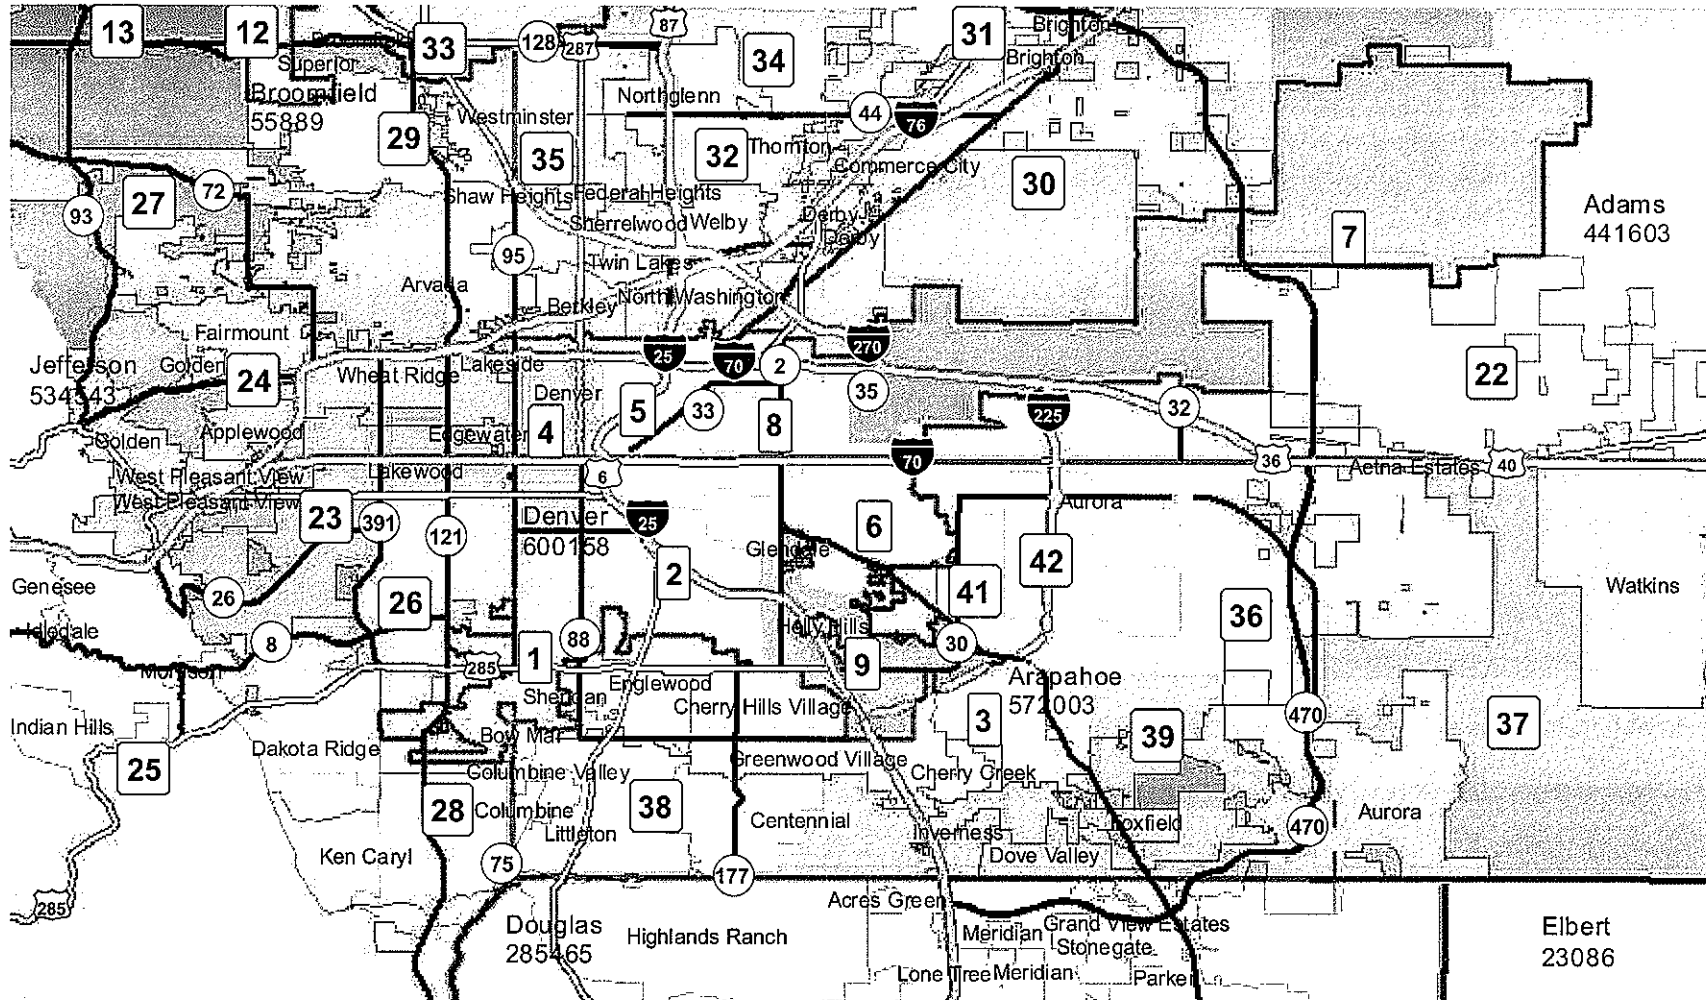 13
12
33
128
287
87
34
31
Brighton
Brighton
Superior
Broomfield
55889
Northglenn
44
76
Westminster
29
35
32
Thornton
Commerce City
30
27
72
93
Shaw Heights
Federal Heights
Sherrelwood
Welby
Derby
Derby
Adams
441603
7
95
Twin Lakes
Arvada
Berkley
North Washington
Fairmount
25
70
2
270
35
22
Jefferson
534543
Golden
24
Wheat Ridge
Lakeside
Denver
5
33
8
225
32
4
Edgewater
Golden
Applewood
70
36
Aetna Estates
40
West Pleasant View
Lakewood
6
West Pleasant View
23
391
Denver
600158
25
Aurora
121
6
Glendale
42
2
41
Genesee
26
26
36
Watkins
Idledale
8
88
Holly Hills
30
1
9
285
Morrison
Arapahoe
572003
Sheridan
Englewood
Cherry Hills Village
3
39
470
37
Indian Hills
Dakota Ridge
Bow Mar
25
Columbine Valley
Greenwood Village
Cherry Creek
28
Columbine
38
Centennial
Littleton
Inverness
Foxfield
470
Aurora
Ken Caryl
75
177
Dove Valley
285
Acres Green
Douglas
285465
Highlands Ranch
Meridian
Grand View Estates
Stonegate
Elbert
23086
Lone Tree
Meridian
Parker